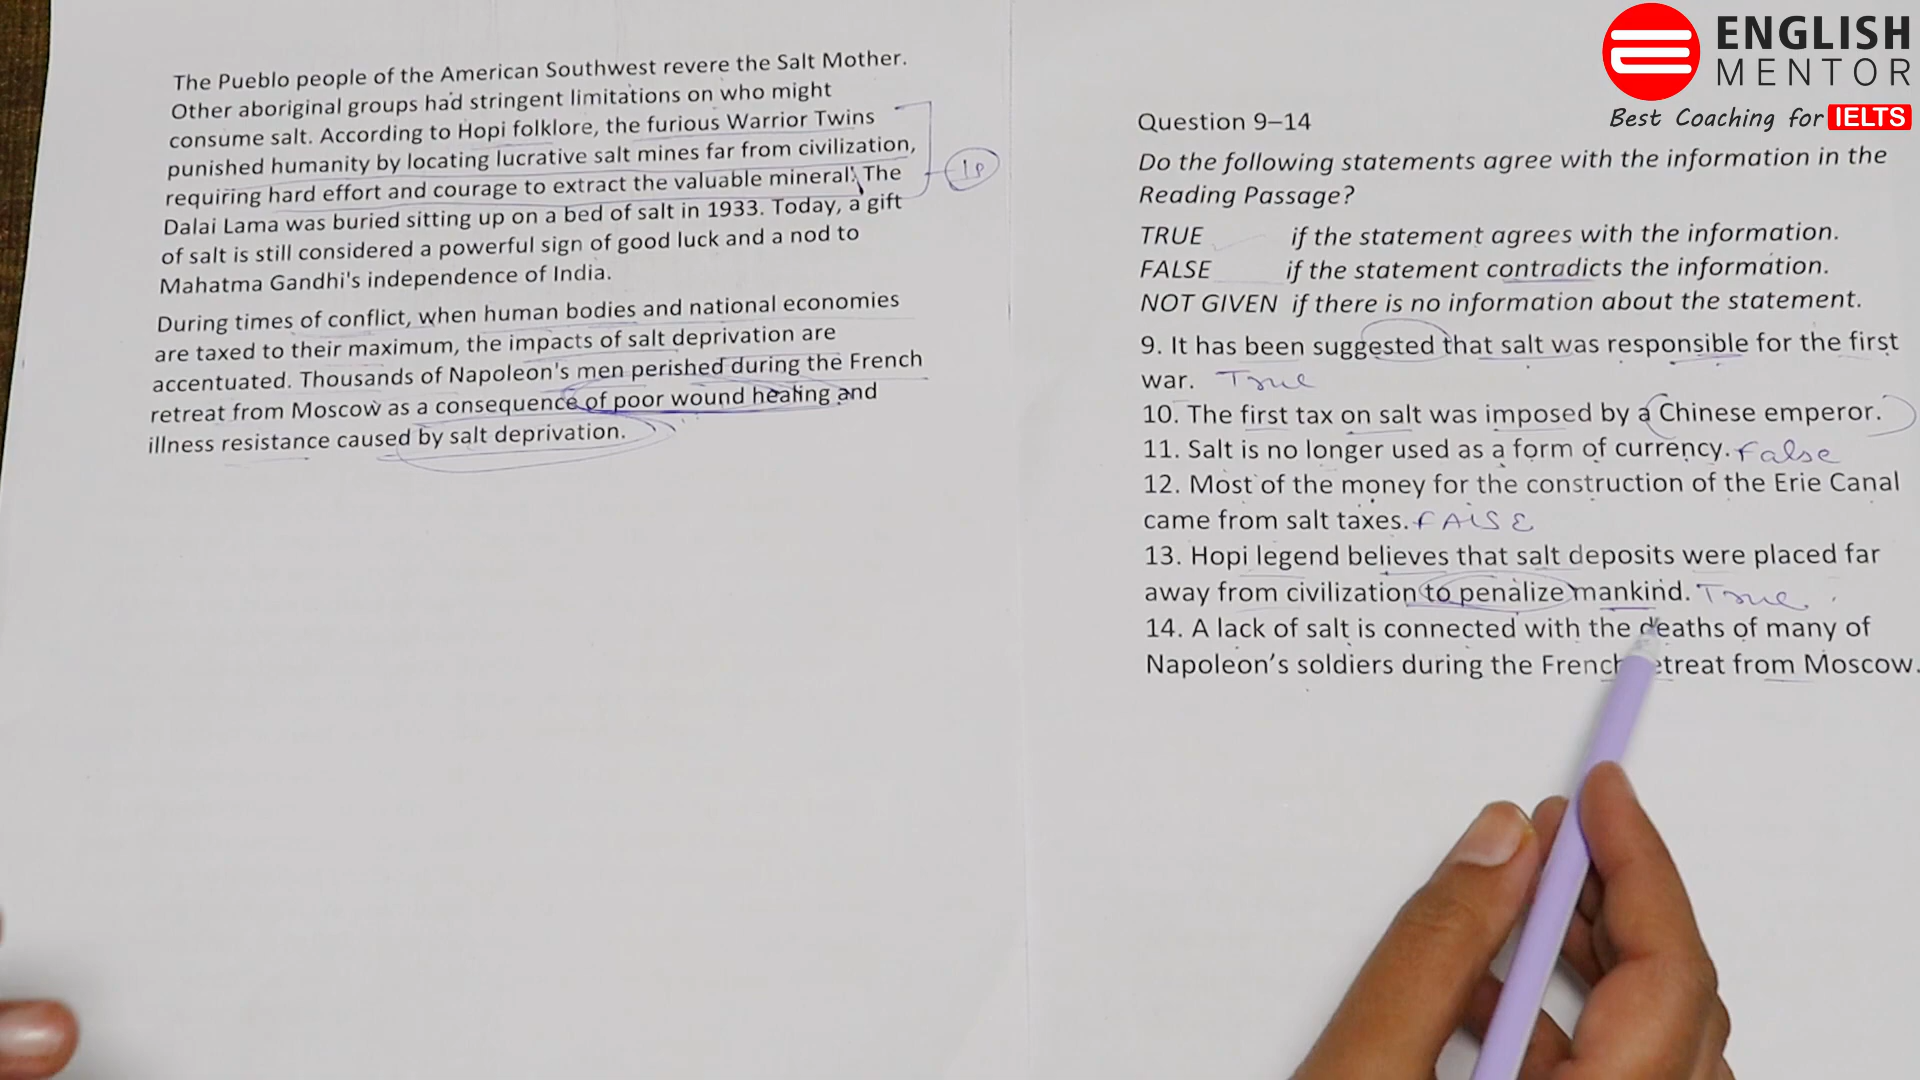 The Pueblo people of the American Southwest revere the Salt Mother.
Other aboriginal groups had stringent limitations on who might
consume salt. According to Hopi folklore, the furious Warrior Twins
punished humanity by locating lucrative salt mines far from civilization,
requiring hard effort and courage to extract the valuable mineral. The
Dalai Lama was buried sitting up on a bed of salt in 1933. Today, a gift
of salt is still considered a powerful sign of good luck and a nod to
Mahatma Gandhi's independence of India.
During times of conflict, when human bodies and national economies
are taxed to their maximum, the impacts of salt deprivation are
accentuated. Thousands of Napoleon's men perished during the French
retreat from Moscow as a consequence of poor wound healing and
illness resistance caused by salt deprivation.
ENGLISH
MENTOR
Best Coaching for IELTS
Question 9–14
Do the following statements agree with the information in the
Reading Passage?
TRUE if the statement agrees with the information.
FALSE if the statement contradicts the information.
NOT GIVEN if there is no information about the statement.
9. It has been suggested that salt was responsible for the first
war. True
10. The first tax on salt was imposed by a Chinese emperor.
11. Salt is no longer used as a form of currency. False
12. Most of the money for the construction of the Erie Canal
came from salt taxes. FAlSE
13. Hopi legend believes that salt deposits were placed far
away from civilization to penalize mankind. True
14. A lack of salt is connected with the deaths of many of
Napoleon’s soldiers during the French retreat from Moscow.